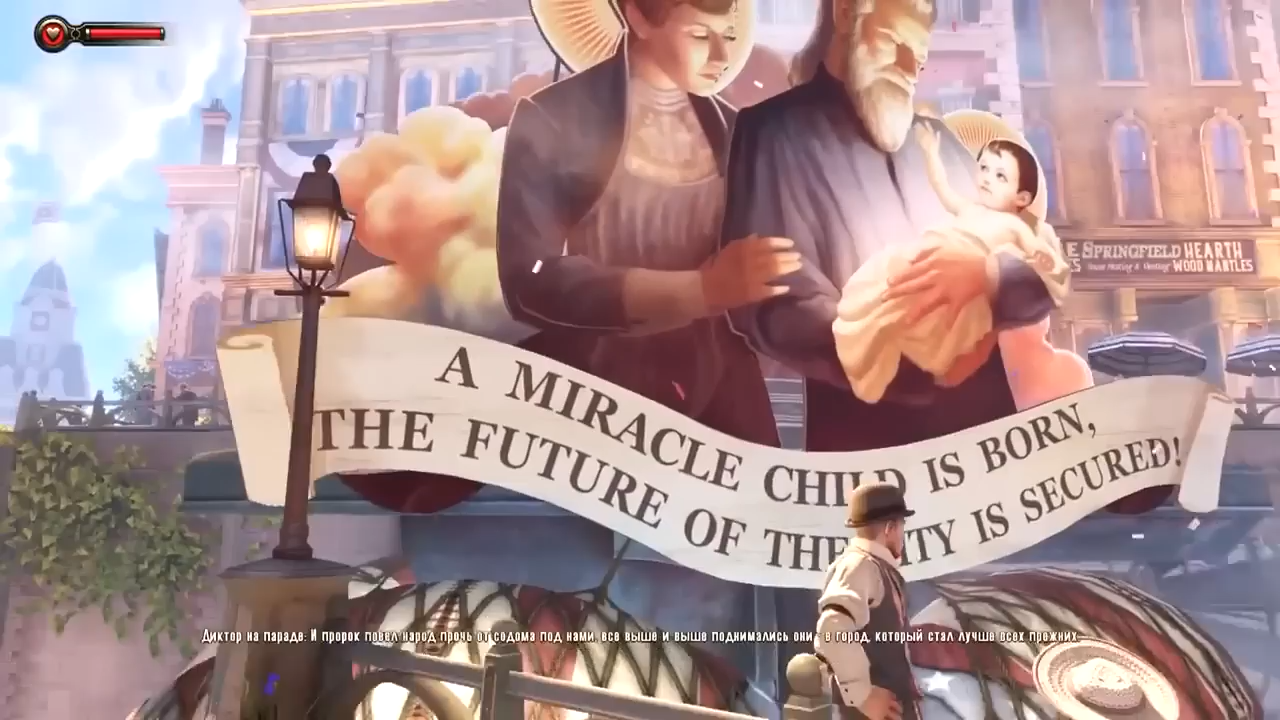 E SPRINGFIELD HEARTH
WOOD MANTLES
A MIRACLE CHILD IS BORN,
THE FUTURE OF THE ITY IS SECURED!
Диктор на параде: И пророк повел народ прочь от содома под нами, все выше и выше поднимались они - в город, который стал лучше всех прежних—